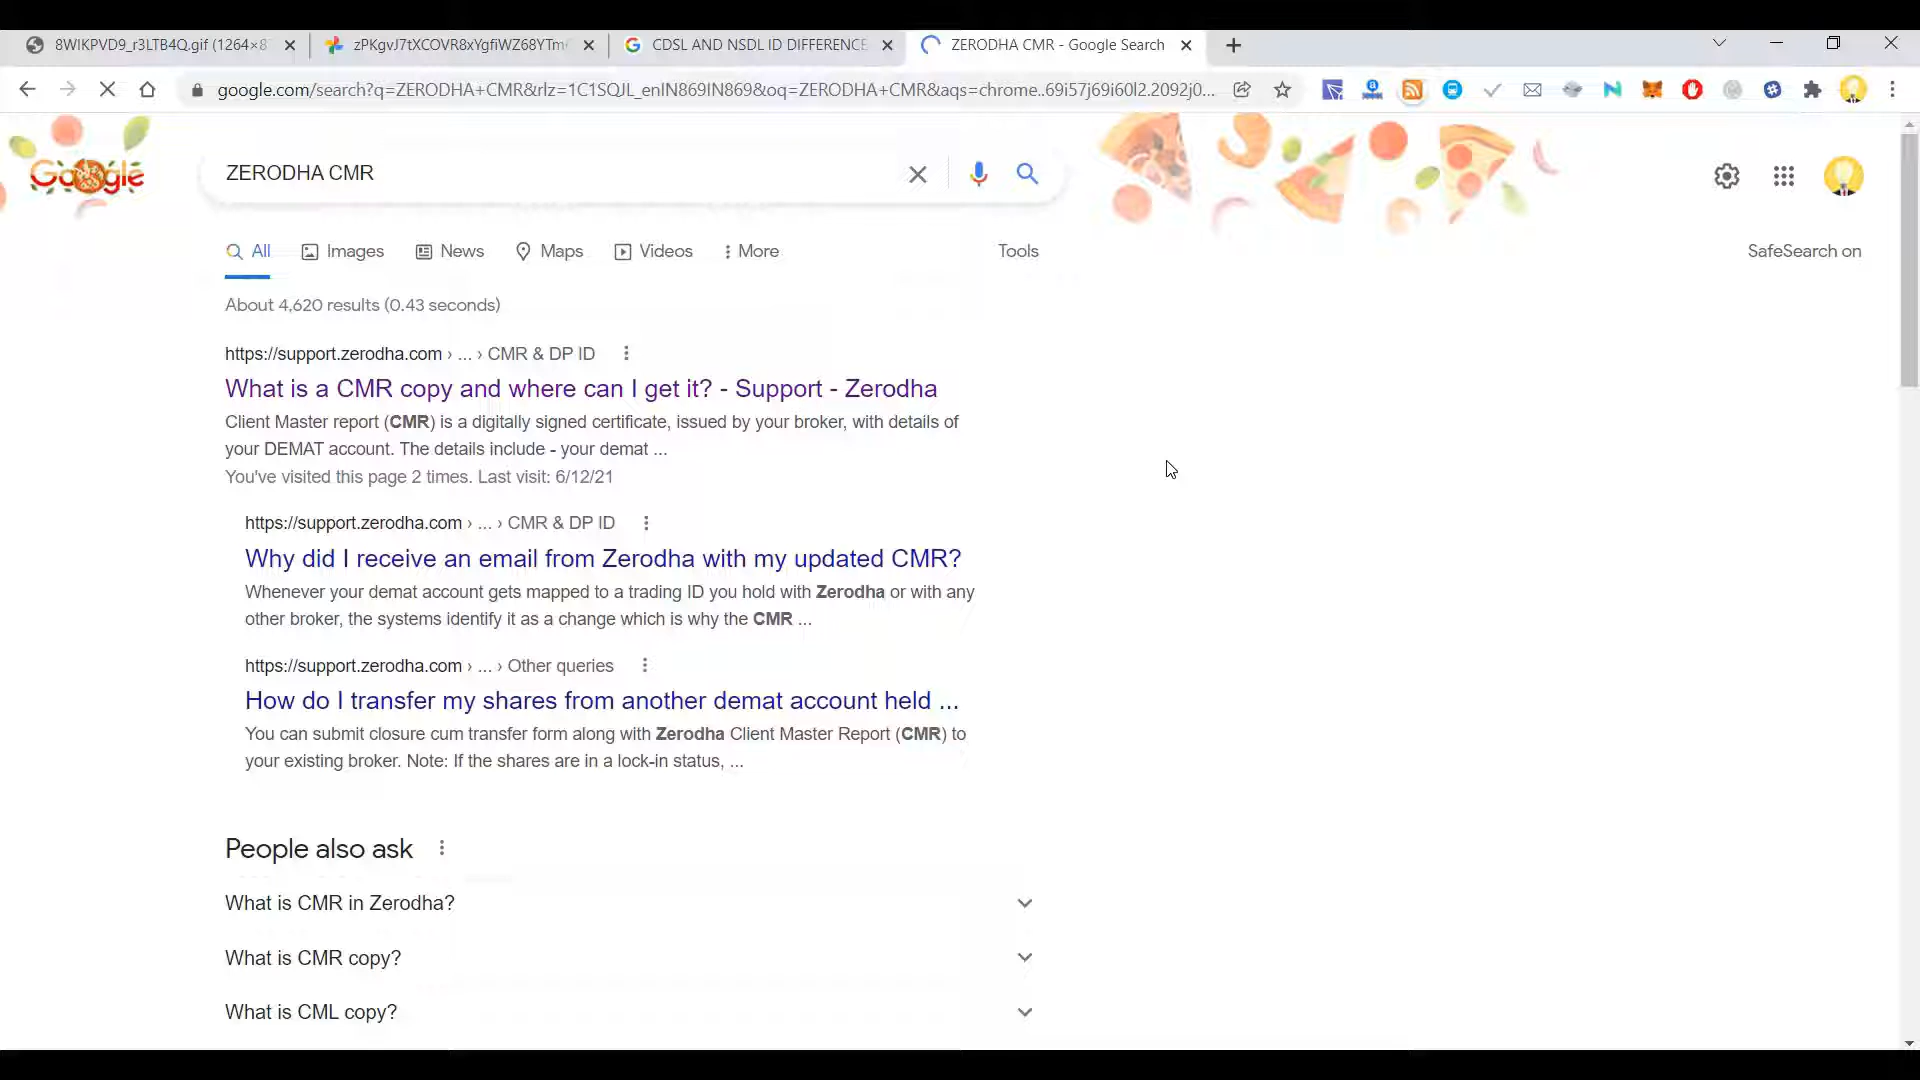 8WIKPVD9_r3LTB4Q.gif (1264×8
zPKgvJ7tXCOVR8xYgfiWZ68YTm
CDSL AND NSDL ID DIFFERENCE
ZERODHA CMR - Google Search
google.com/search?q=ZERODHA+CMR&rlz=1C1SQJL_enIN869IN869&oq=ZERODHA+CMR&aqs=chrome..69i57j69i60l2.2092j0...
Google
ZERODHA CMR
All
Images
News
Maps
Videos
More
Tools
SafeSearch on
About 4,620 results (0.43 seconds)
https://support.zerodha.com › ... › CMR & DP ID
What is a CMR copy and where can I get it? - Support - Zerodha
Client Master report (CMR) is a digitally signed certificate, issued by your broker, with details of
your DEMAT account. The details include - your demat ...
You've visited this page 2 times. Last visit: 6/12/21
https://support.zerodha.com › ... › CMR & DP ID
Why did I receive an email from Zerodha with my updated CMR?
Whenever your demat account gets mapped to a trading ID you hold with Zerodha or with any
other broker, the systems identify it as a change which is why the CMR ...
https://support.zerodha.com › ... › Other queries
How do I transfer my shares from another demat account held ...
You can submit closure cum transfer form along with Zerodha Client Master Report (CMR) to
your existing broker. Note: If the shares are in a lock-in status, ...
People also ask
What is CMR in Zerodha?
What is CMR copy?
What is CML copy?